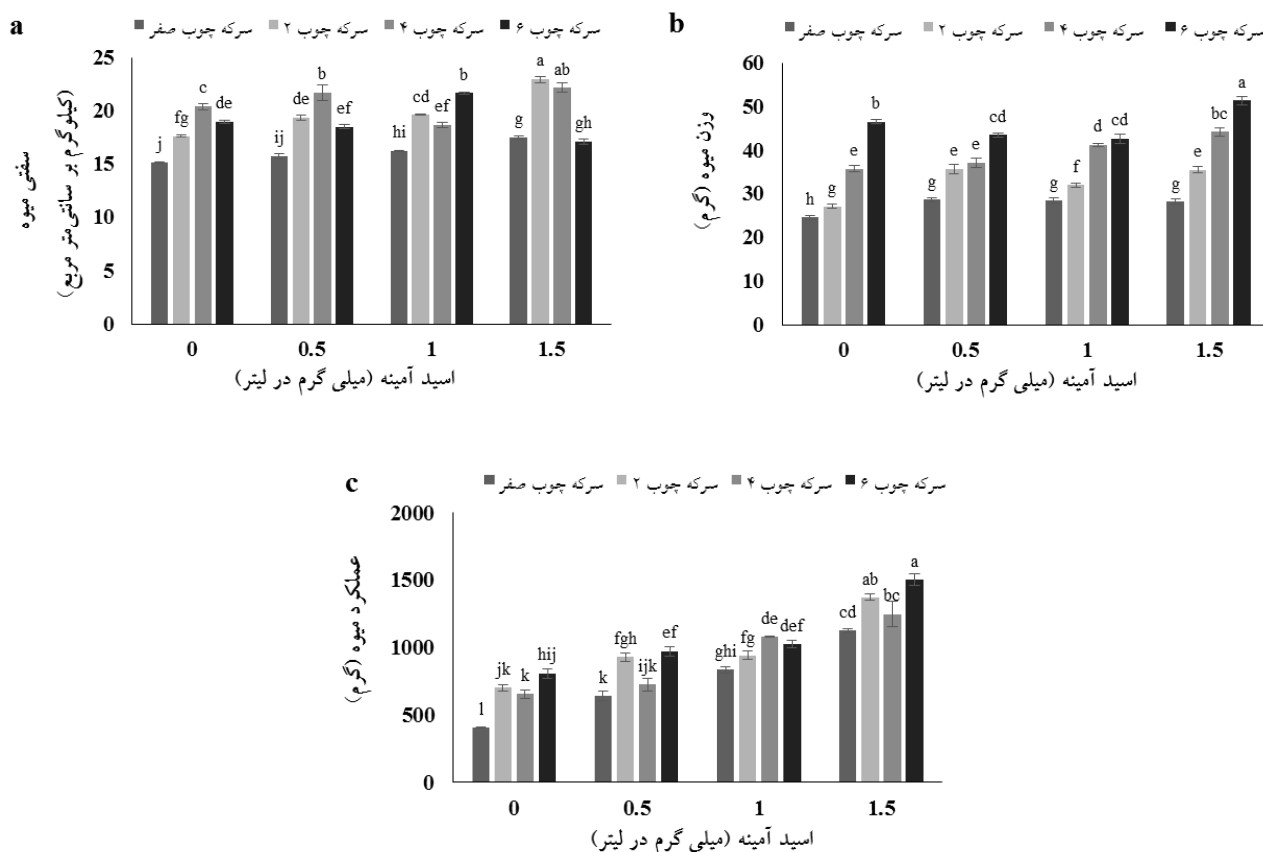 a
سرکه چوب صفر سرکه چوب ۲ سرکه چوب ۴ سرکه چوب ۶
سفتی میوه
(کیلوگرم بر سانتی‌متر مربع)
25
20
15
10
5
0
j fg c de ij de b ef hi cd ef b g a ab gh
0 0.5 1 1.5
اسید آمینه (میلی گرم در لیتر)
b
سرکه چوب صفر سرکه چوب ۲ سرکه چوب ۴ سرکه چوب ۶
وزن میوه (گرم)
60
50
40
30
20
10
0
h g e b g e e cd g f d cd g e bc a
0 0.5 1 1.5
اسید آمینه (میلی گرم در لیتر)
c
سرکه چوب صفر سرکه چوب ۲ سرکه چوب ۴ سرکه چوب ۶
عملکرد میوه (گرم)
2000
1500
1000
500
0
l jk k hij k fgh ijk ef ghi fg de def cd ab bc a
0 0.5 1 1.5
اسید آمینه (میلی گرم در لیتر)